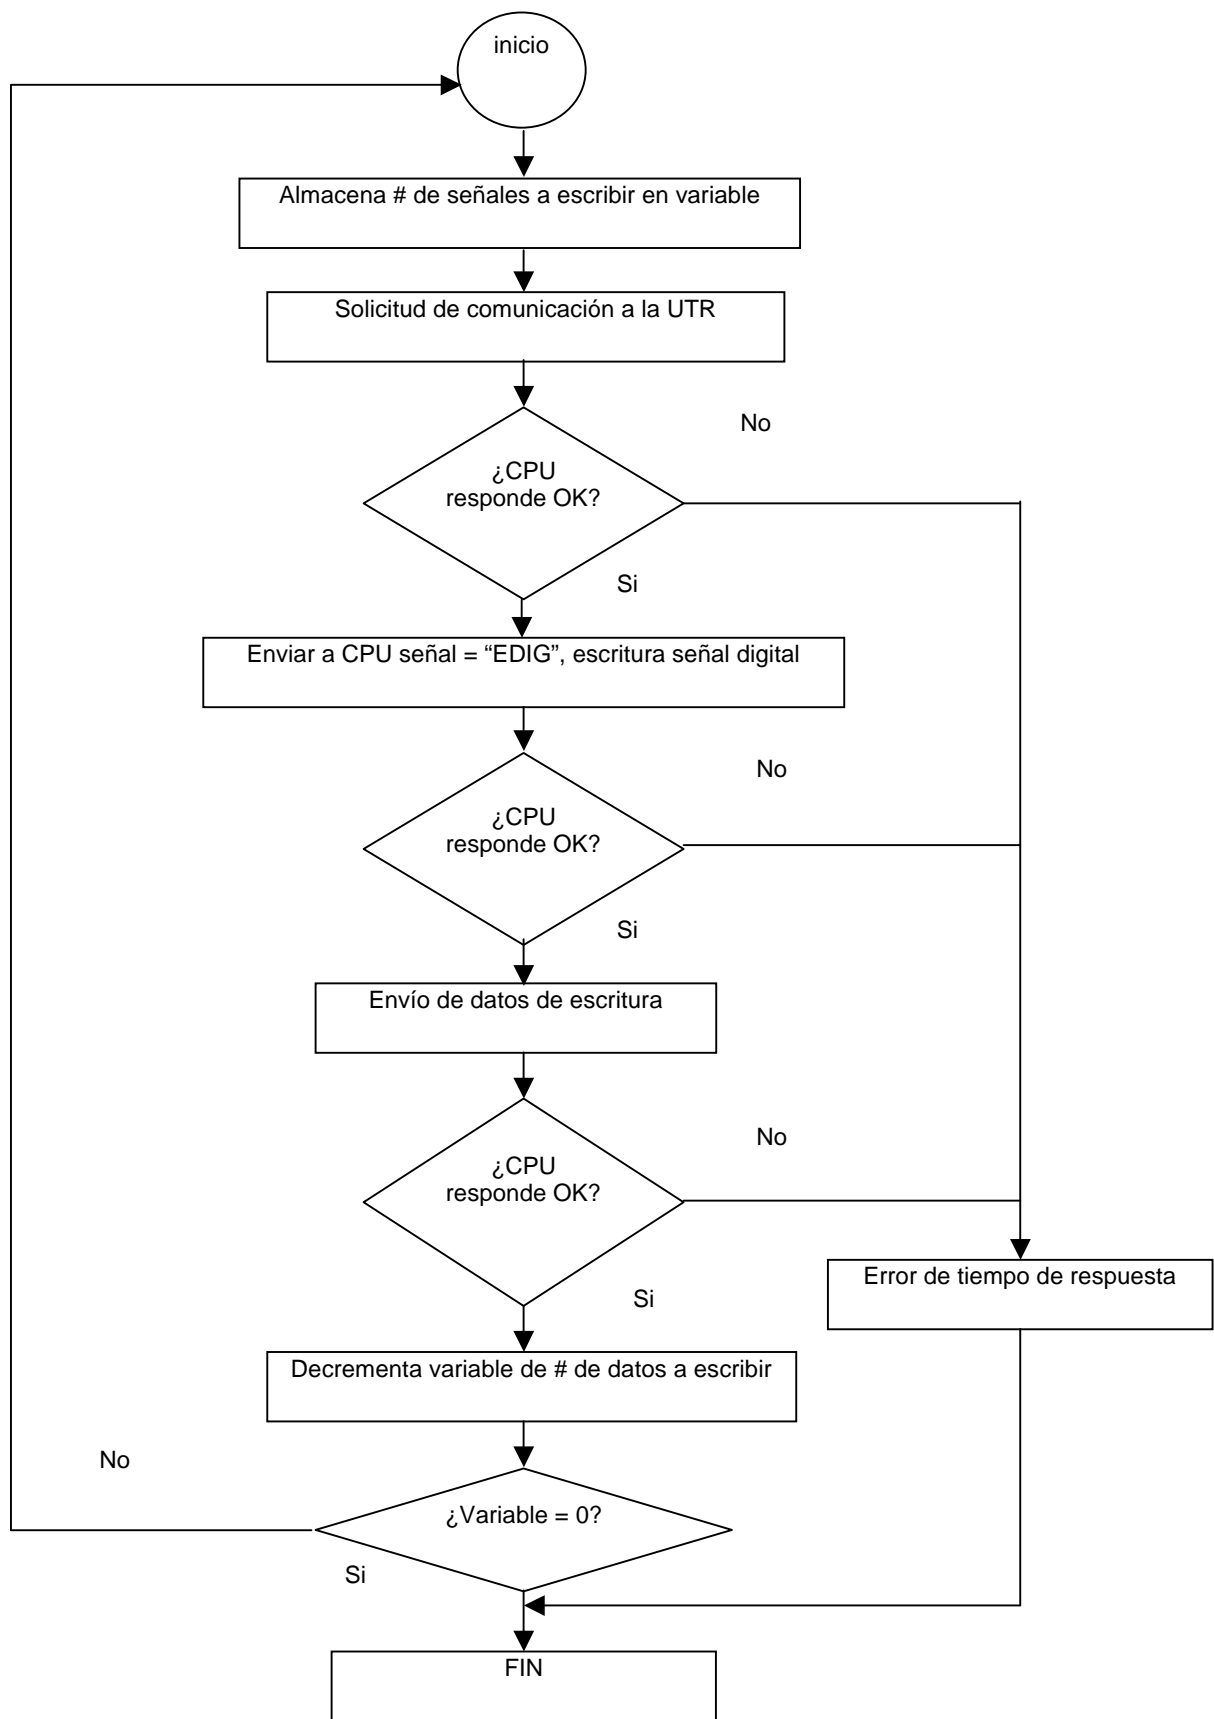 inicio
Almacena # de señales a escribir en variable
Solicitud de comunicación a la UTR
No
¿CPU
responde OK?
Si
Enviar a CPU señal = “EDIG”, escritura señal digital
No
¿CPU
responde OK?
Si
Envío de datos de escritura
No
¿CPU
responde OK?
Error de tiempo de respuesta
Si
Decrementa variable de # de datos a escribir
No
¿Variable = 0?
Si
FIN